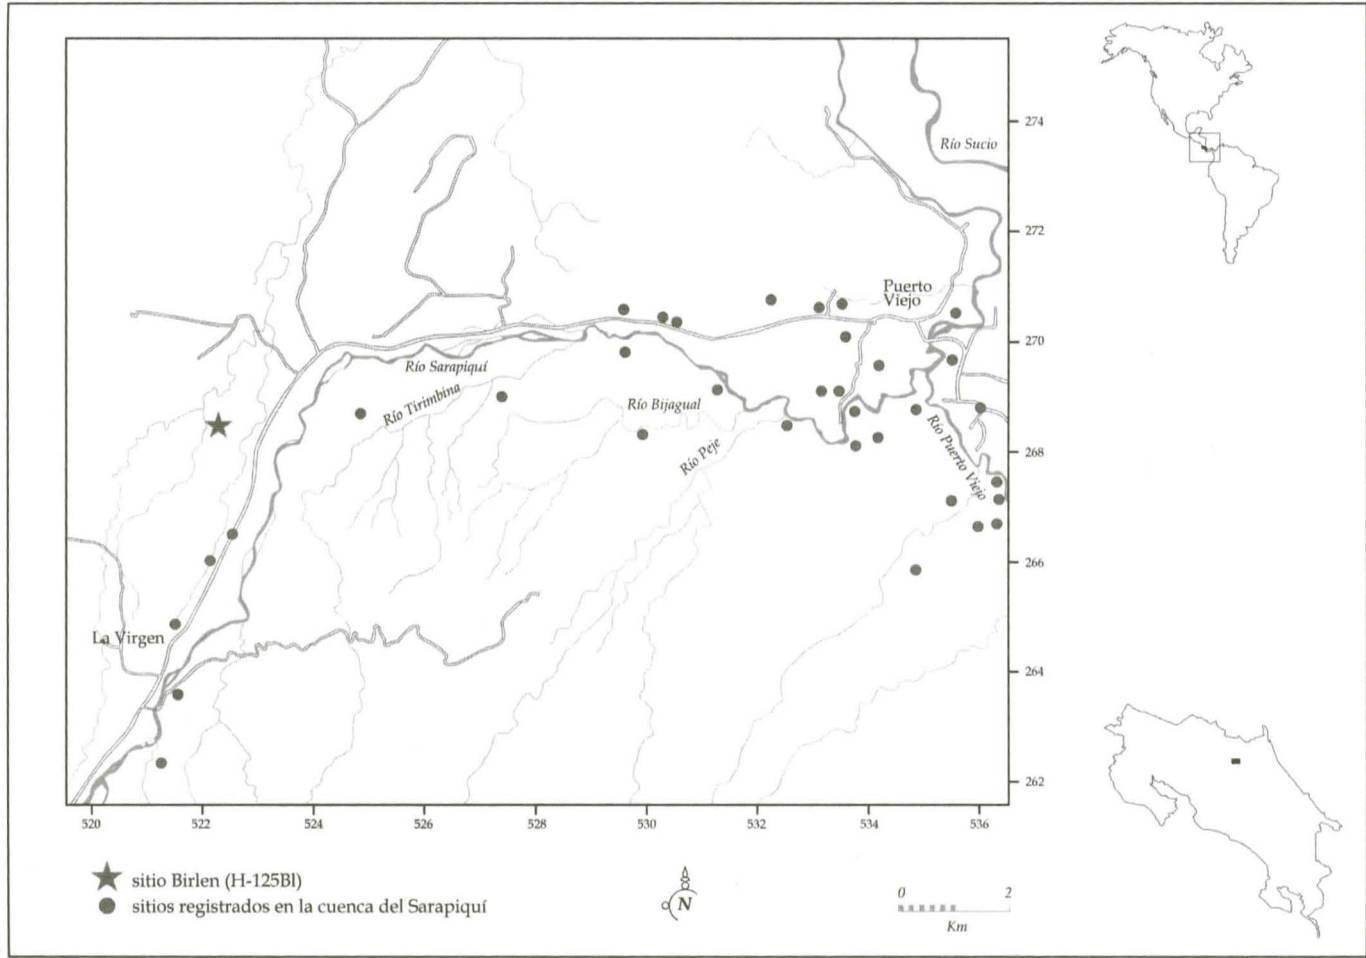 Río Sucio
Puerto
Viejo
Río Sarapiquí
Río Tirimbina
Río Bijagual
Río Peje
Río Puerto Viejo
La Virgen
274
272
270
268
266
264
262
520
522
524
526
528
530
532
534
536
sitio Birlen (H-125Bl)
sitios registrados en la cuenca del Sarapiquí
N
0 2
Km